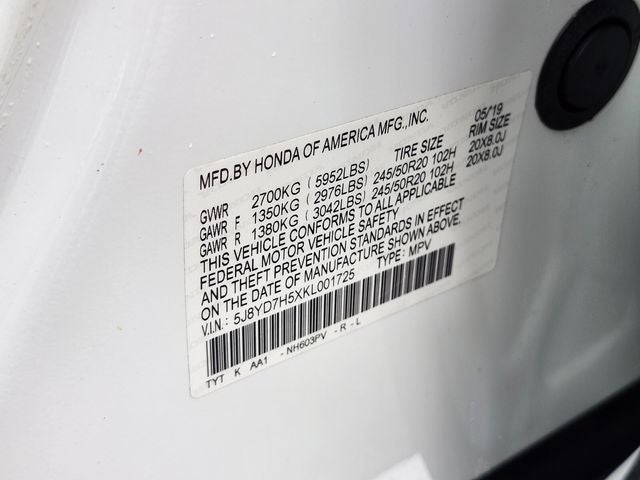 MFD.BY HONDA OF AMERICA MFG.,INC. 05/19
TIRE SIZE RIM SIZE
GVWR 2700KG ( 5952LBS)
GAWR F 1350KG ( 2976LBS) 245/50R20 102H 20X8.0J
GAWR R 1380KG ( 3042LBS) 245/50R20 102H 20X8.0J
THIS VEHICLE CONFORMS TO ALL APPLICABLE
FEDERAL MOTOR VEHICLE SAFETY
AND THEFT PREVENTION STANDARDS IN EFFECT
ON THE DATE OF MANUFACTURE SHOWN ABOVE.
V.I.N.: 5J8YD7H5XKL001725 TYPE: MPV
TYT K AA1 -NH603PV -R -L